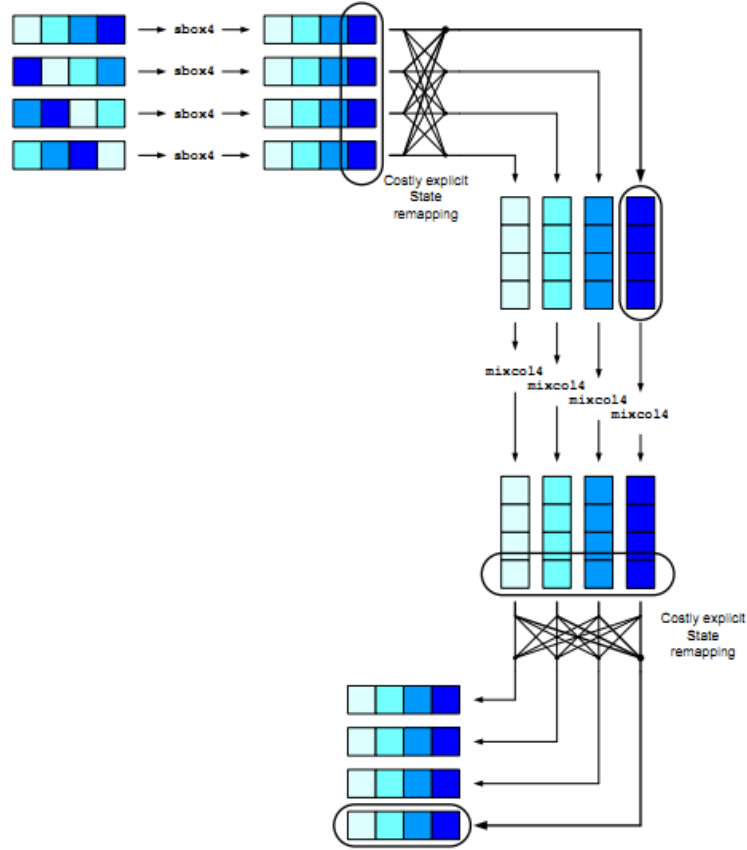 sbox4
sbox4
sbox4
sbox4
Costly explicit
State
remapping
mixcol4
mixcol4
mixcol4
mixcol4
Costly explicit
State
remapping